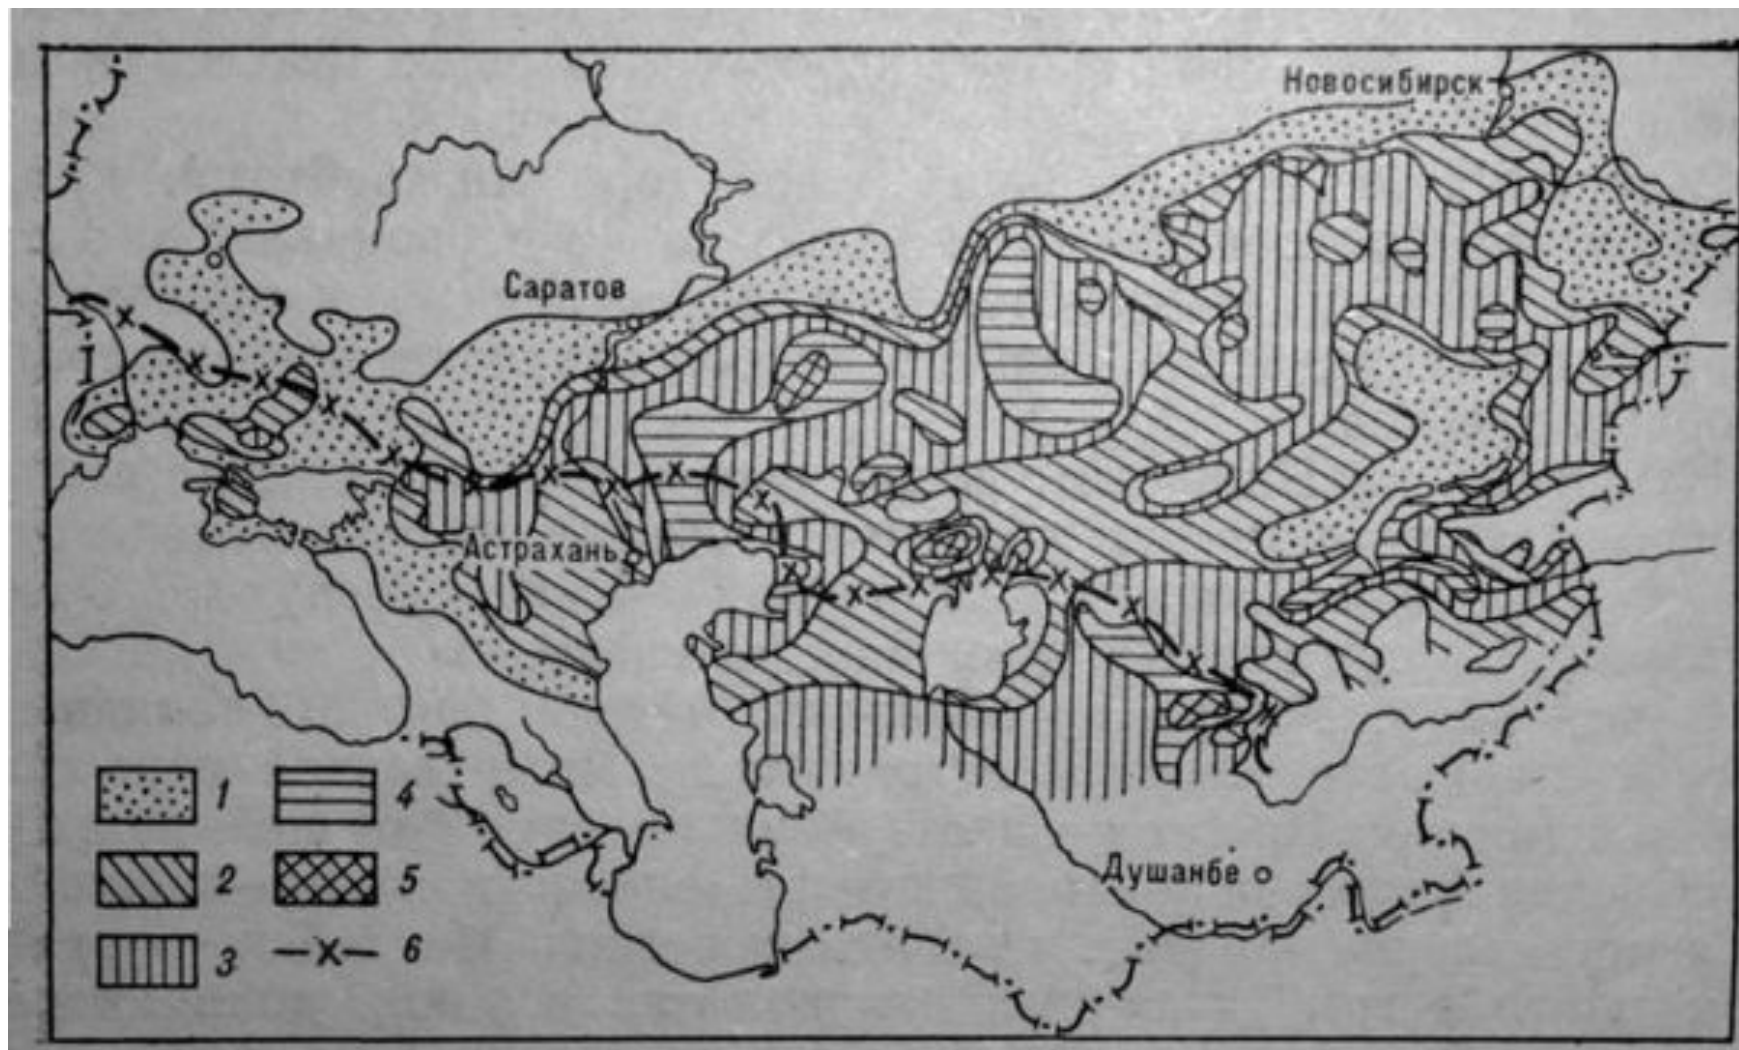 Новосибирск
Саратов
Астрахань
1 4
2 5
3 6
Душанбе